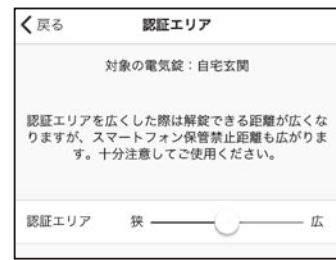 戻る 認証エリア
対象の電気錠：自宅玄関
認証エリアを広くした際は解錠できる距離が広くな
りますが、スマートフォン保管禁止距離も広がりま
す。十分注意してご使用ください。
認証エリア 狭 広